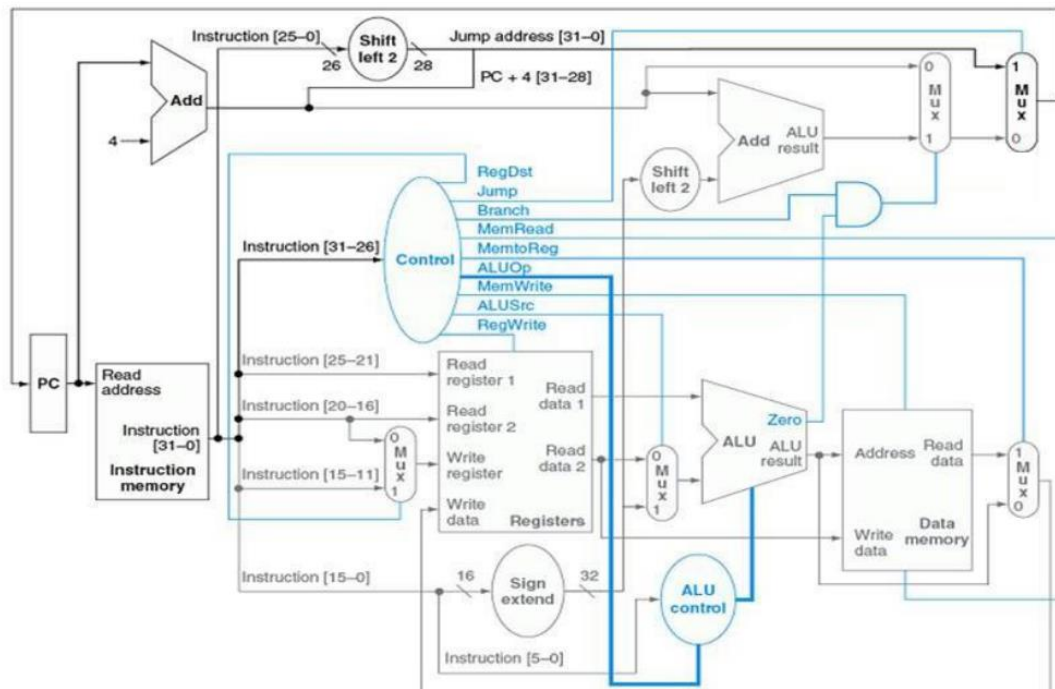 Instruction [25–0]
Shift
left 2
Jump address [31–0]
26
28
PC + 4 [31–28]
Add
4
0
M
u
x
1
1
M
u
x
0
Add
ALU
result
Shift
left 2
RegDst
Jump
Branch
MemRead
MemtoReg
ALUOp
MemWrite
ALUSrc
RegWrite
Instruction [31–26]
Control
PC
Read
address
Instruction
[31–0]
Instruction
memory
Instruction [25–21]
Instruction [20–16]
Instruction [15–11]
0
M
u
x
1
Read
register 1
Read
register 2
Write
register
Write
data
Read
data 1
Read
data 2
Registers
0
M
u
x
1
Zero
ALU
ALU
result
Address
Read
data
Write
data
Data
memory
1
M
u
x
0
Instruction [15–0]
16
Sign
extend
32
ALU
control
Instruction [5–0]